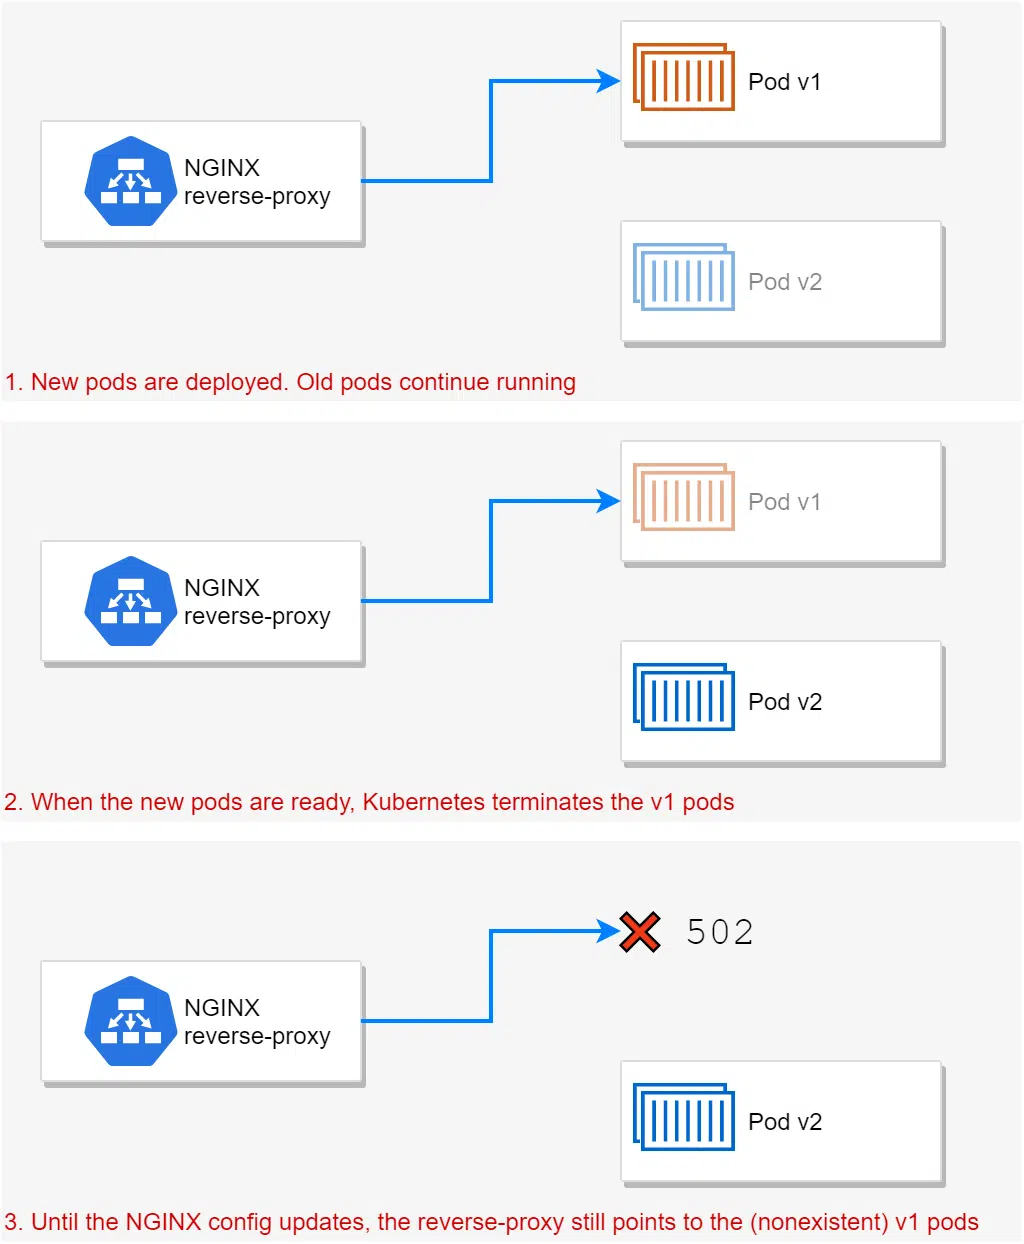 Pod v1
NGINX
reverse-proxy
Pod v2
1. New pods are deployed. Old pods continue running
Pod v1
NGINX
reverse-proxy
Pod v2
2. When the new pods are ready, Kubernetes terminates the v1 pods
502
NGINX
reverse-proxy
Pod v2
3. Until the NGINX config updates, the reverse-proxy still points to the (nonexistent) v1 pods